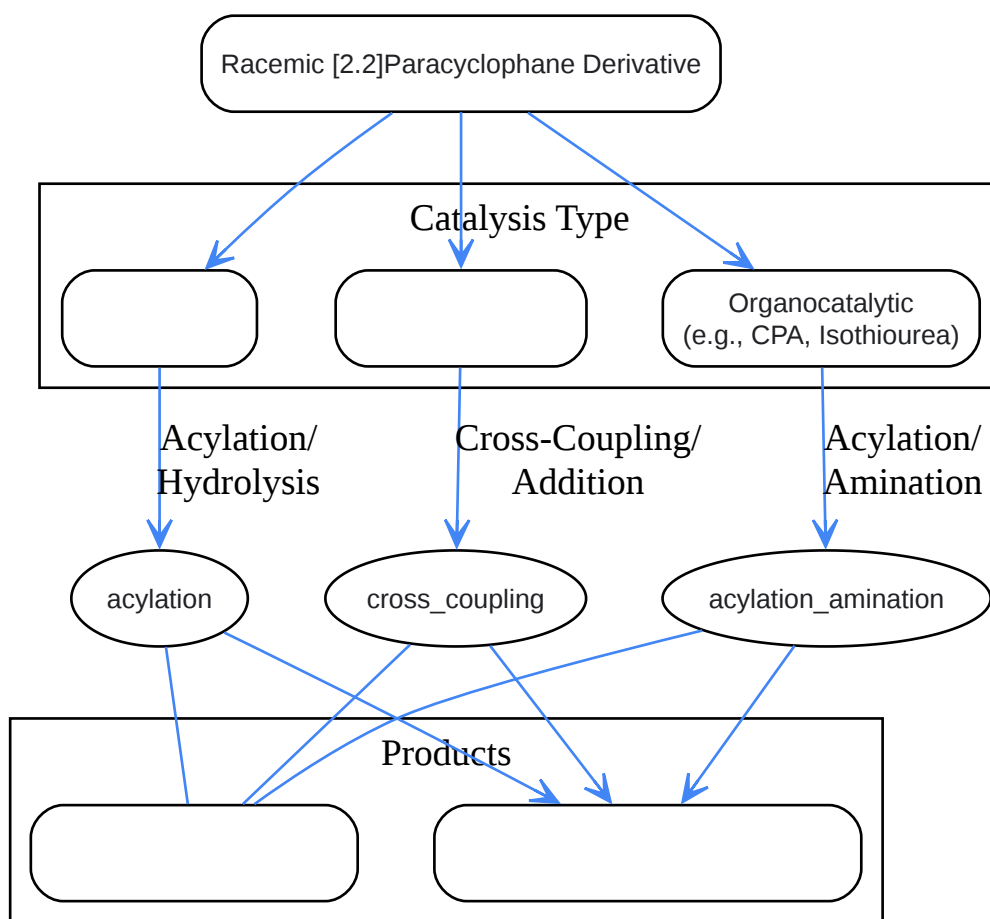 Racemic [2.2]Paracyclophane Derivative
Catalysis Type
Organocatalytic
(e.g., CPA, Isothiourea)
Acylation/
Hydrolysis
Cross-Coupling/
Addition
Acylation/
Amination
acylation
cross_coupling
acylation_amination
Products